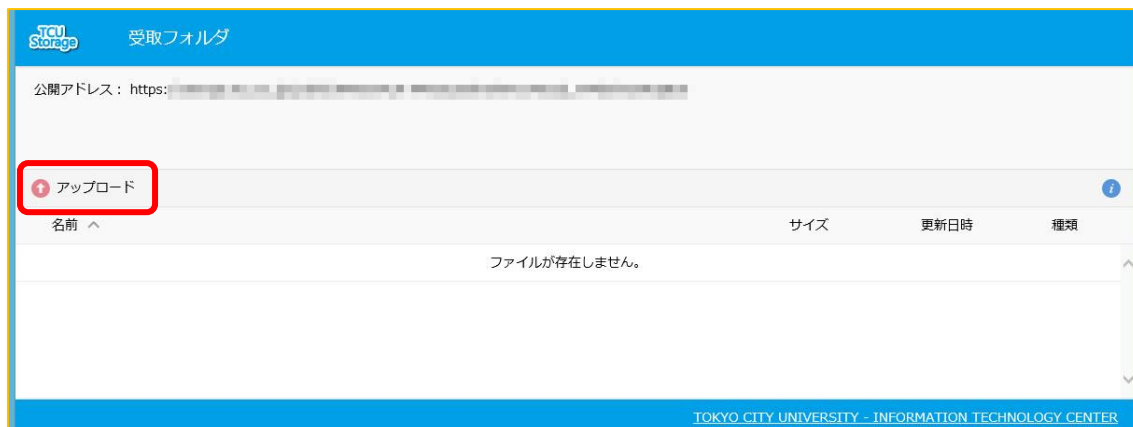 TCU
Storage
受取フォルダ
公開アドレス： https:
アップロード
名前 サイズ 更新日時 種類
ファイルが存在しません。
TOKYO CITY UNIVERSITY - INFORMATION TECHNOLOGY CENTER